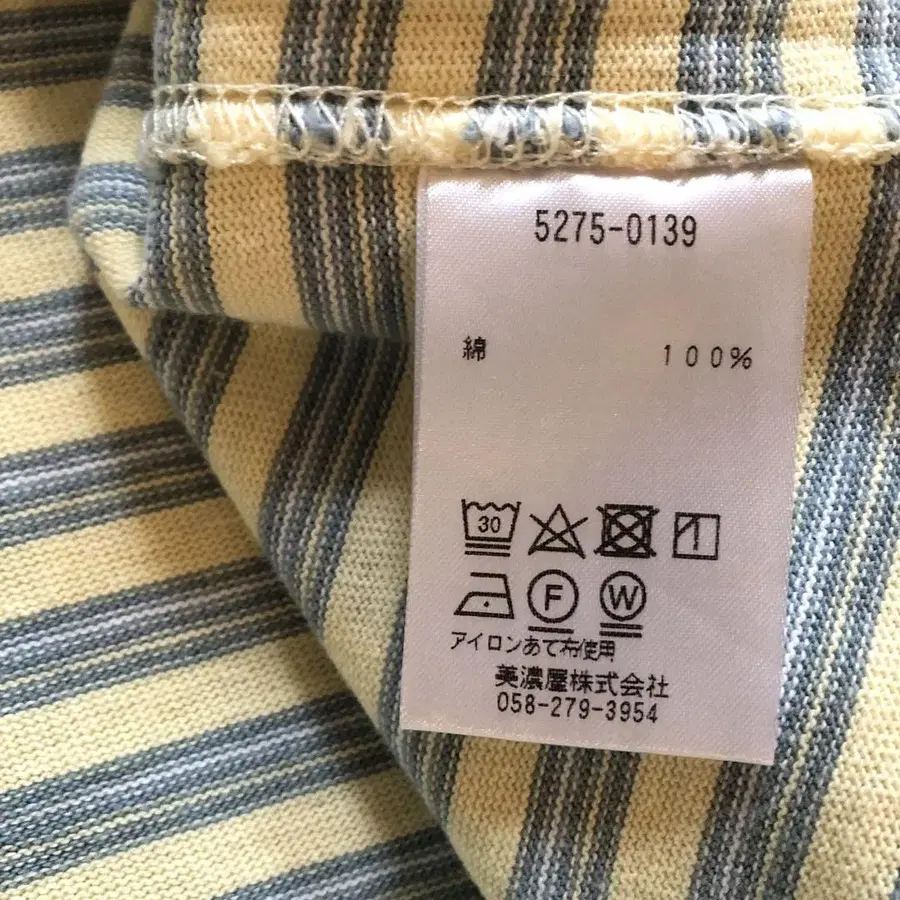 5275-0139
綿 100%
30
F W
アイロンあて布使用
美濃屋株式会社
058-279-3954